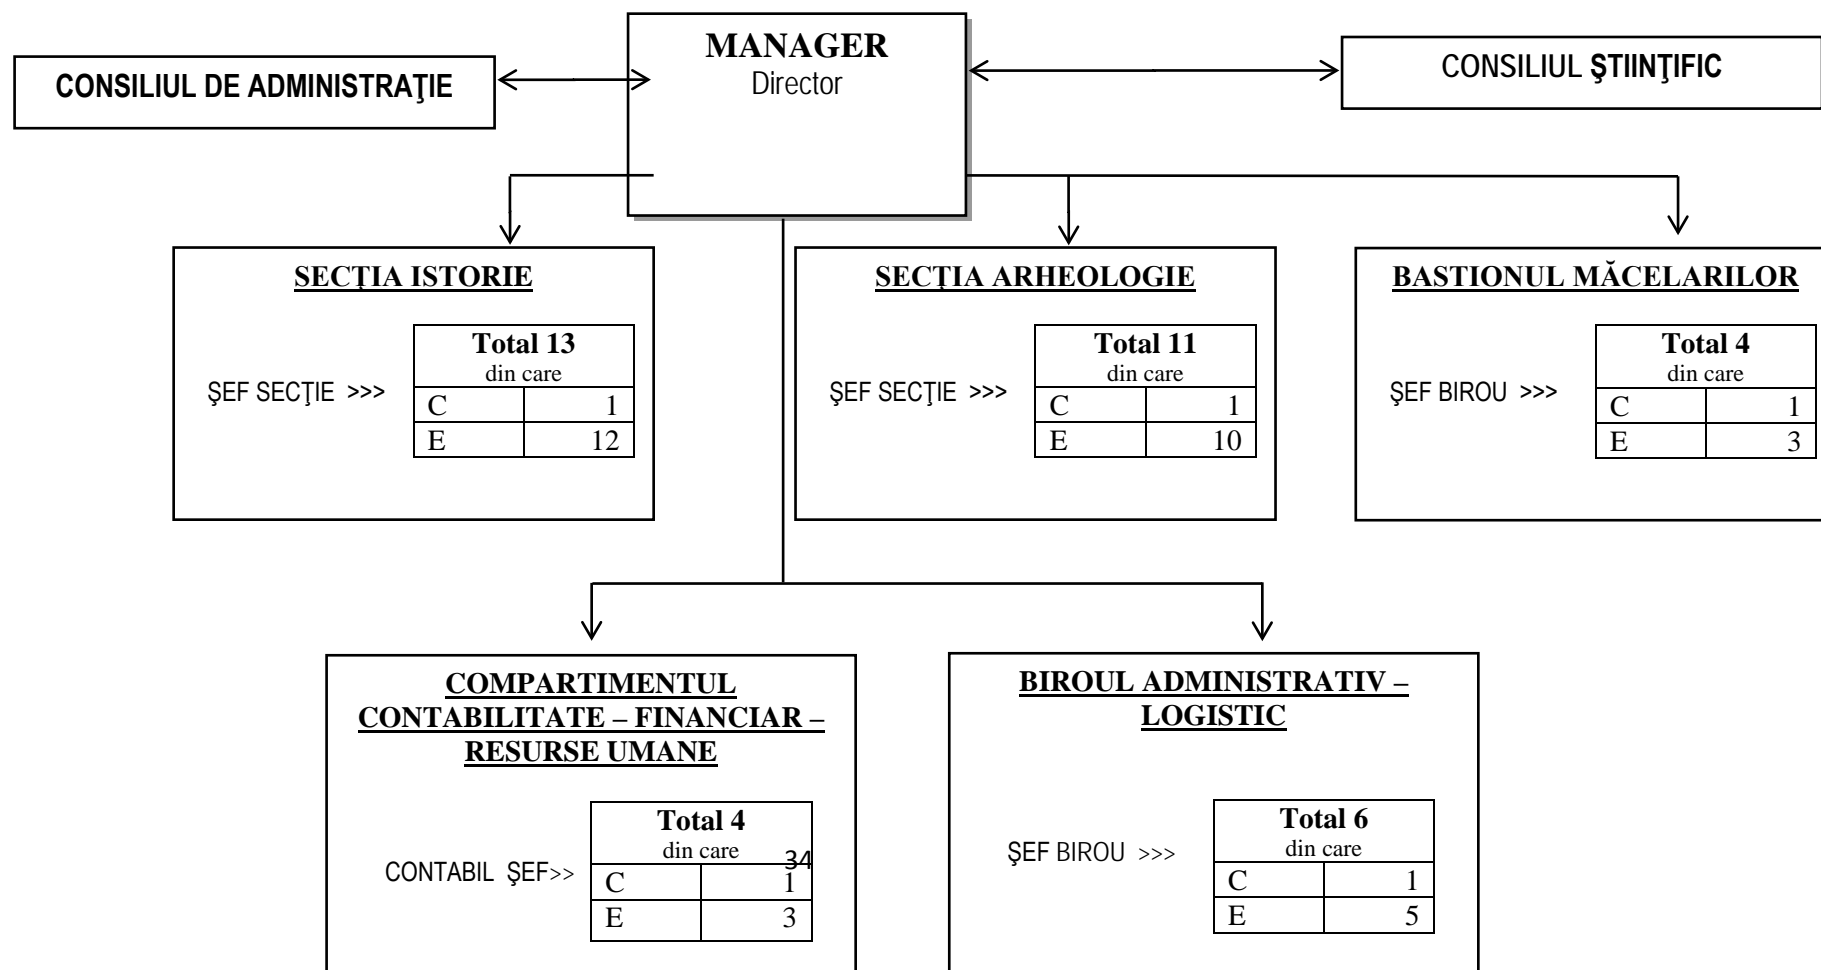 MANAGER
Director
CONSILIUL DE ADMINISTRAŢIE
CONSILIUL ŞTIINŢIFIC
SECŢIA ISTORIE
ŞEF SECŢIE >>>
Total 13
din care
C 1
E 12
SECŢIA ARHEOLOGIE
ŞEF SECŢIE >>>
Total 11
din care
C 1
E 10
BASTIONUL MĂCELARILOR
ŞEF BIROU >>>
Total 4
din care
C 1
E 3
COMPARTIMENTUL
CONTABILITATE – FINANCIAR –
RESURSE UMANE
CONTABIL ŞEF>>
Total 4
din care
34
C 1
E 3
BIROUL ADMINISTRATIV –
LOGISTIC
ŞEF BIROU >>>
Total 6
din care
C 1
E 5